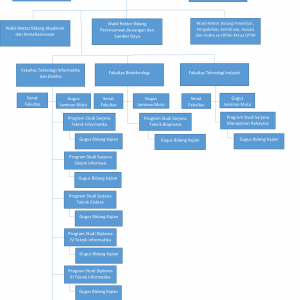 Wakil Rektor Bidang Akademik
dan Kemahasiswaan
Wakil Rektor Bidang
Perencanaan,Keuangan dan
Sumber Daya
Wakil Rektor Bidang Penelitian,
Pengabdian, Kemitraan, Inovasi
dan Usaha
Fakultas Teknologi Informatika
dan Elektro
Fakultas Bioteknologi
Fakultas Teknologi Industri
Senat
Fakultas
Gugus
Jaminan Mutu
Senat
Fakultas
Gugus
Jaminan Mutu
Senat
Fakultas
Gugus
Jaminan Mutu
Program Studi Sarjana
Teknik Informatika
Program Studi Sarjana
Teknik Bioproses
Program Studi Sarjana
Manajemen Rekayasa
Gugus Bidang Kajian
Gugus Bidang Kajian
Gugus Bidang Kajian
Program Studi Sarjana
Sistem Informasi
Gugus Bidang Kajian
Program Studi Sarjana
Teknik Elektro
Gugus Bidang Kajian
Program Studi Diploma
IV Teknik Informatika
Gugus Bidang Kajian
Program Studi Diploma
III Teknik Informatika
Gugus Bidang Kajian